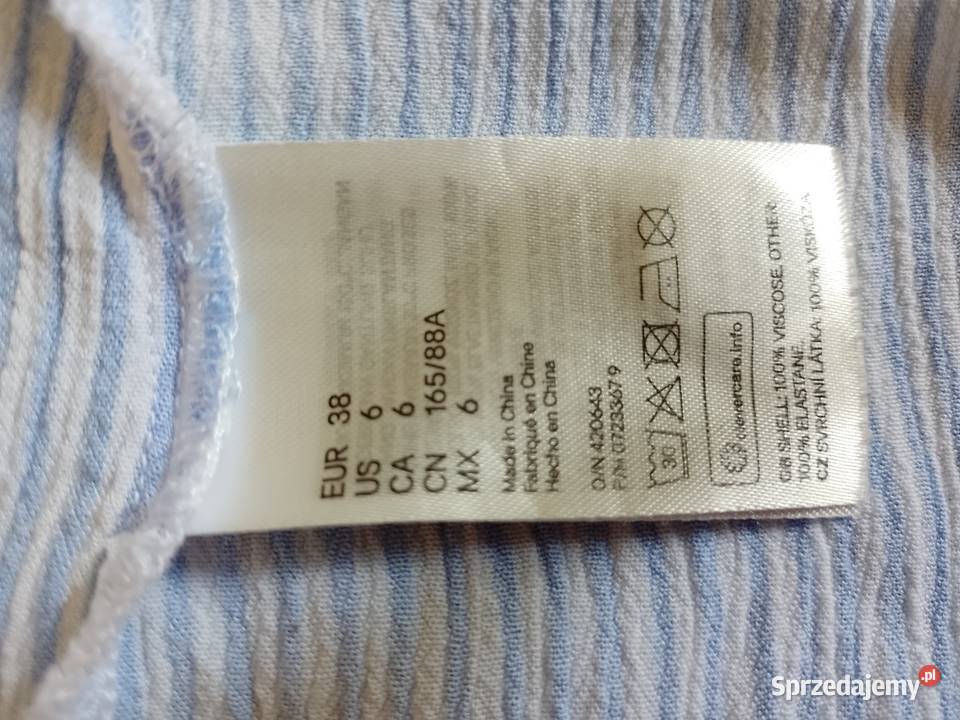 EUR 38
US 6
CA 6
CN 165/88A
MX 6
Made in China
Fabriqué en Chine
Hecho en China
O/N 420643
P/N 0723367 9
30
clevercare.info
GB SHELL: 100% VISCOSE. OTHER:
100% ELASTANE.
CZ SVRCHNÍ LÁTKA: 100% VISKÓZA
Sprzedajemy.pl